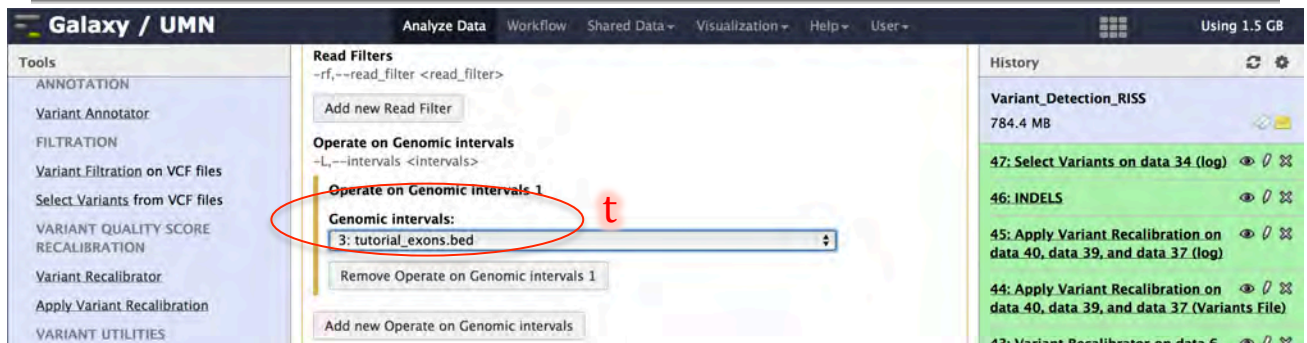 Galaxy / UMN
Analyze Data Workflow Shared Data Visualization Help User
Using 1.5 GB
Tools
ANNOTATION
Variant Annotator
FILTRATION
Variant Filtration on VCF files
Select Variants from VCF files
VARIANT QUALITY SCORE
RECALIBRATION
Variant Recalibrator
Apply Variant Recalibration
VARIANT UTILITIES
Read Filters
-rf,--read_filter <read_filter>
Add new Read Filter
Operate on Genomic intervals
-L,--intervals <intervals>
Operate on Genomic intervals 1
Genomic intervals:
t
3: tutorial_exons.bed
Remove Operate on Genomic intervals 1
Add new Operate on Genomic intervals
History
Variant_Detection_RISS
784.4 MB
47: Select Variants on data 34 (log)
46: INDELS
45: Apply Variant Recalibration on
data 40, data 39, and data 37 (log)
44: Apply Variant Recalibration on
data 40, data 39, and data 37 (Variants File)
43: Variant Recalibrator on data 6